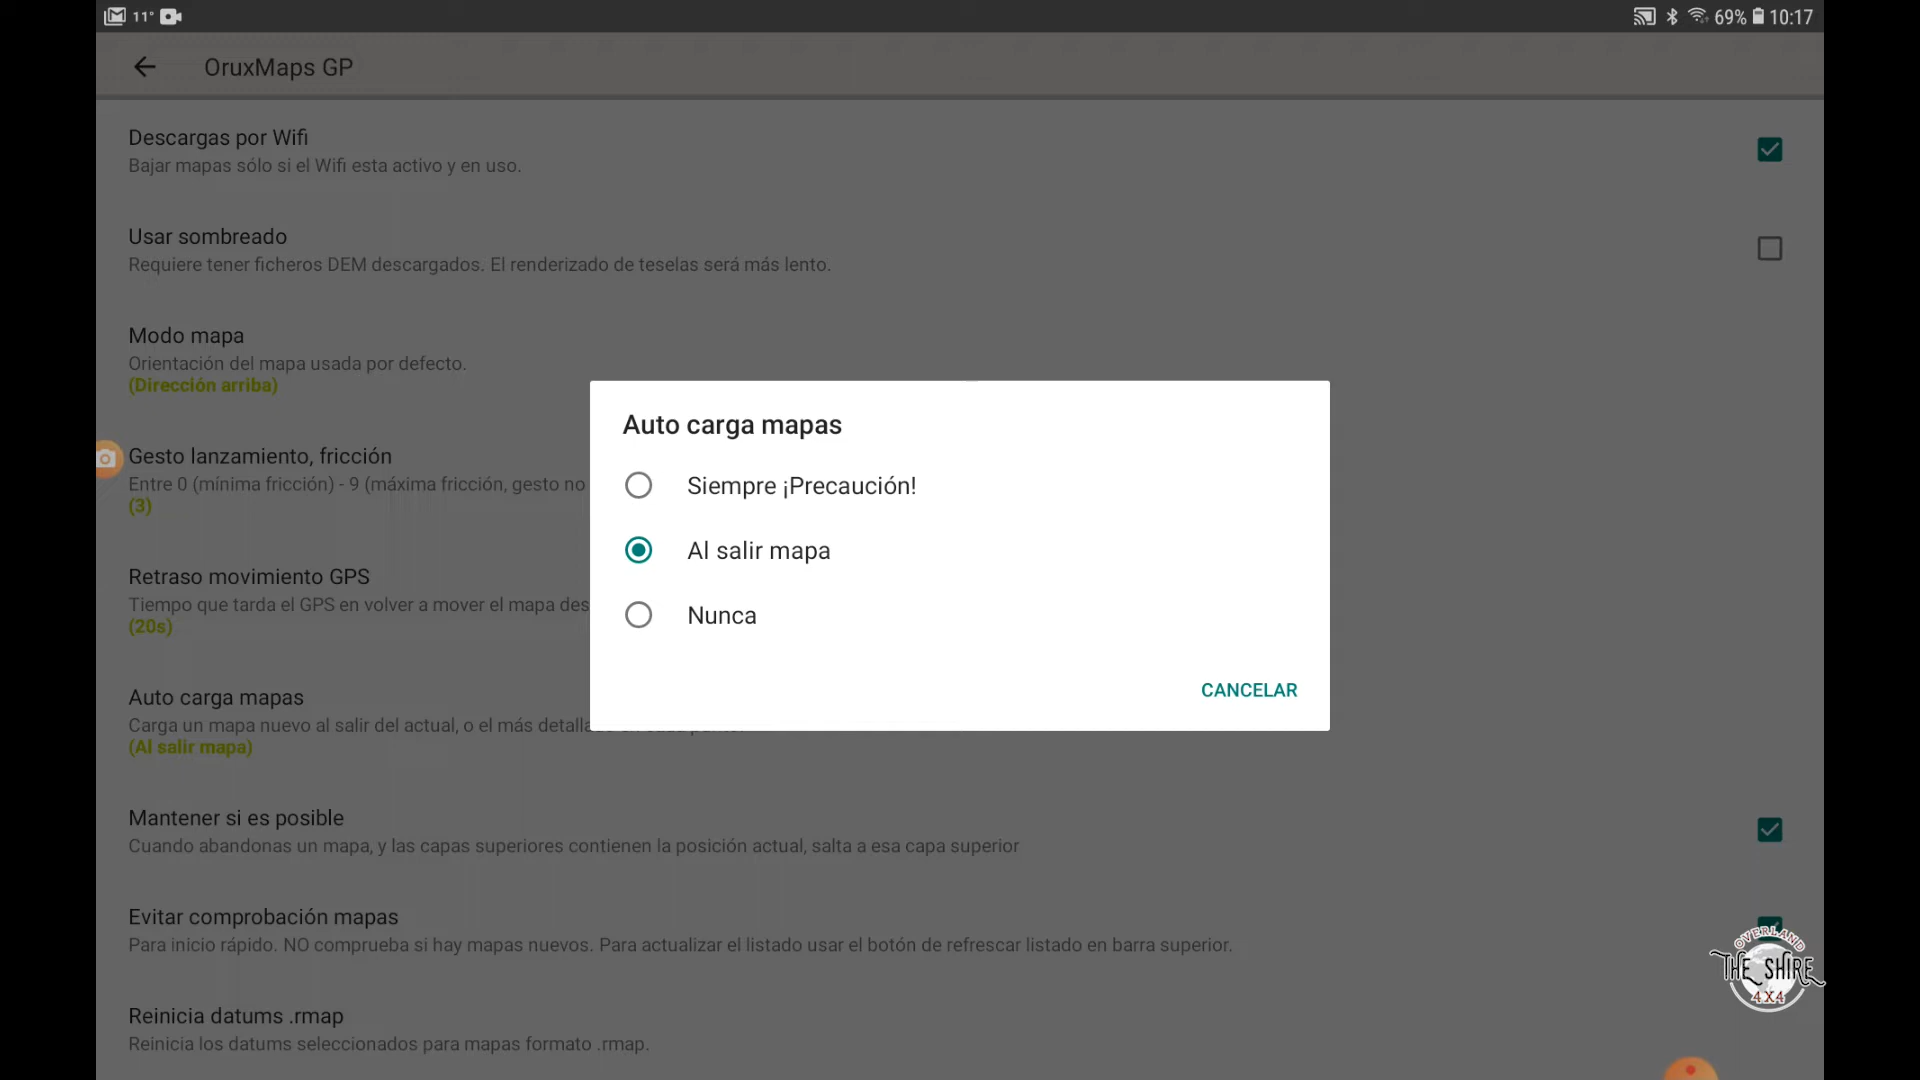 11° 69% 10:17
OruxMaps GP
Descargas por Wifi
Bajar mapas sólo si el Wifi esta activo y en uso.
Usar sombreado
Requiere tener ficheros DEM descargados. El renderizado de teselas será más lento.
Modo mapa
Orientación del mapa usada por defecto.
(Dirección arriba)
Gesto lanzamiento, fricción
Entre 0 (mínima fricción) - 9 (máxima fricción, gesto no
(3)
Retraso movimiento GPS
Tiempo que tarda el GPS en volver a mover el mapa des
(20s)
Auto carga mapas
Carga un mapa nuevo al salir del actual, o el más detalla
(Al salir mapa)
Mantener si es posible
Cuando abandonas un mapa, y las capas superiores contienen la posición actual, salta a esa capa superior
Evitar comprobación mapas
Para inicio rápido. NO comprueba si hay mapas nuevos. Para actualizar el listado usar el botón de refrescar listado en barra superior.
Reinicia datums .rmap
Reinicia los datums seleccionados para mapas formato .rmap.
Auto carga mapas
Siempre ¡Precaución!
Al salir mapa
Nunca
CANCELAR
OVERLAND
THE SHIRE
4X4